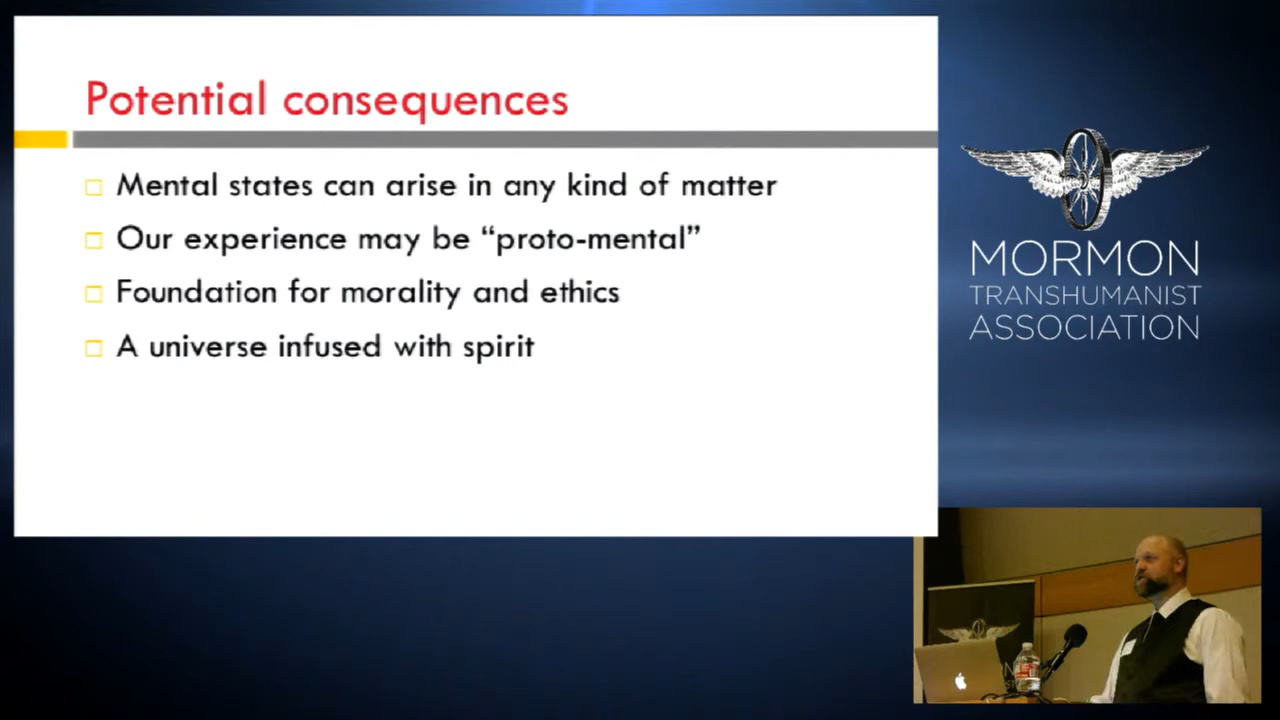 Potential consequences
Mental states can arise in any kind of matter
Our experience may be “proto-mental”
Foundation for morality and ethics
A universe infused with spirit
MORMON
TRANSHUMANIST
ASSOCIATION